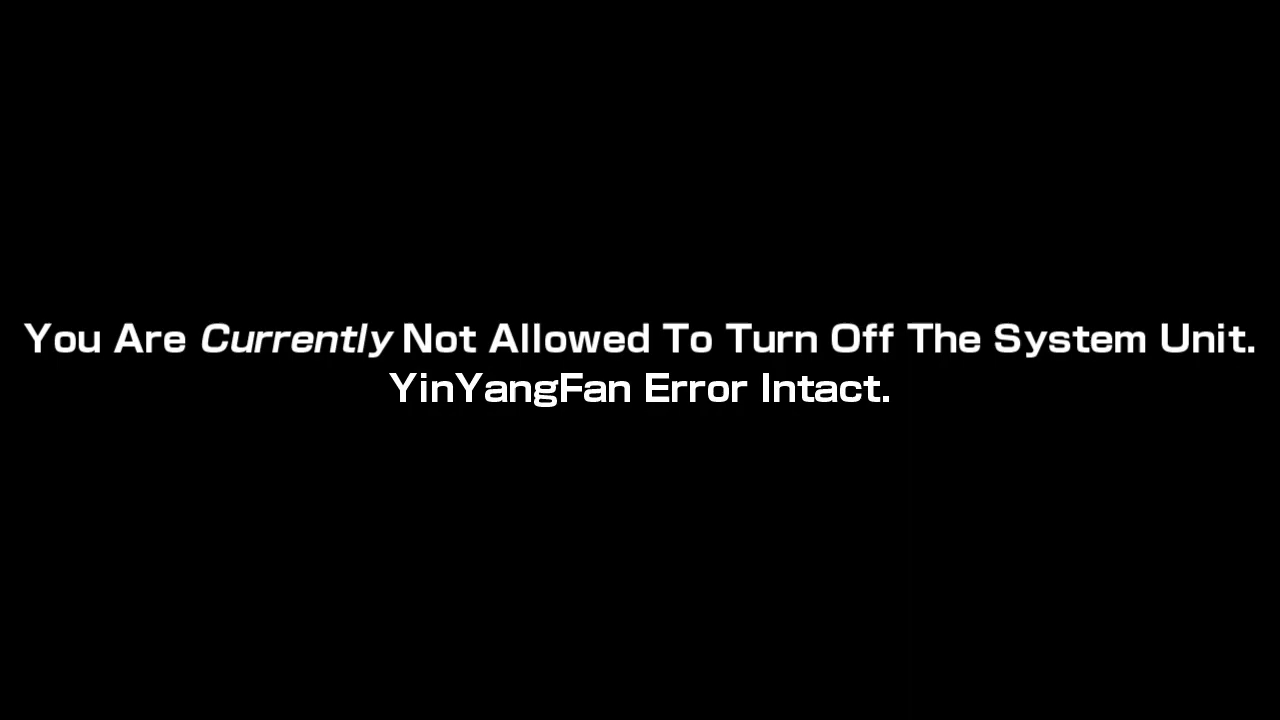 You Are Currently Not Allowed To Turn Off The System Unit.
YinYangFan Error Intact.